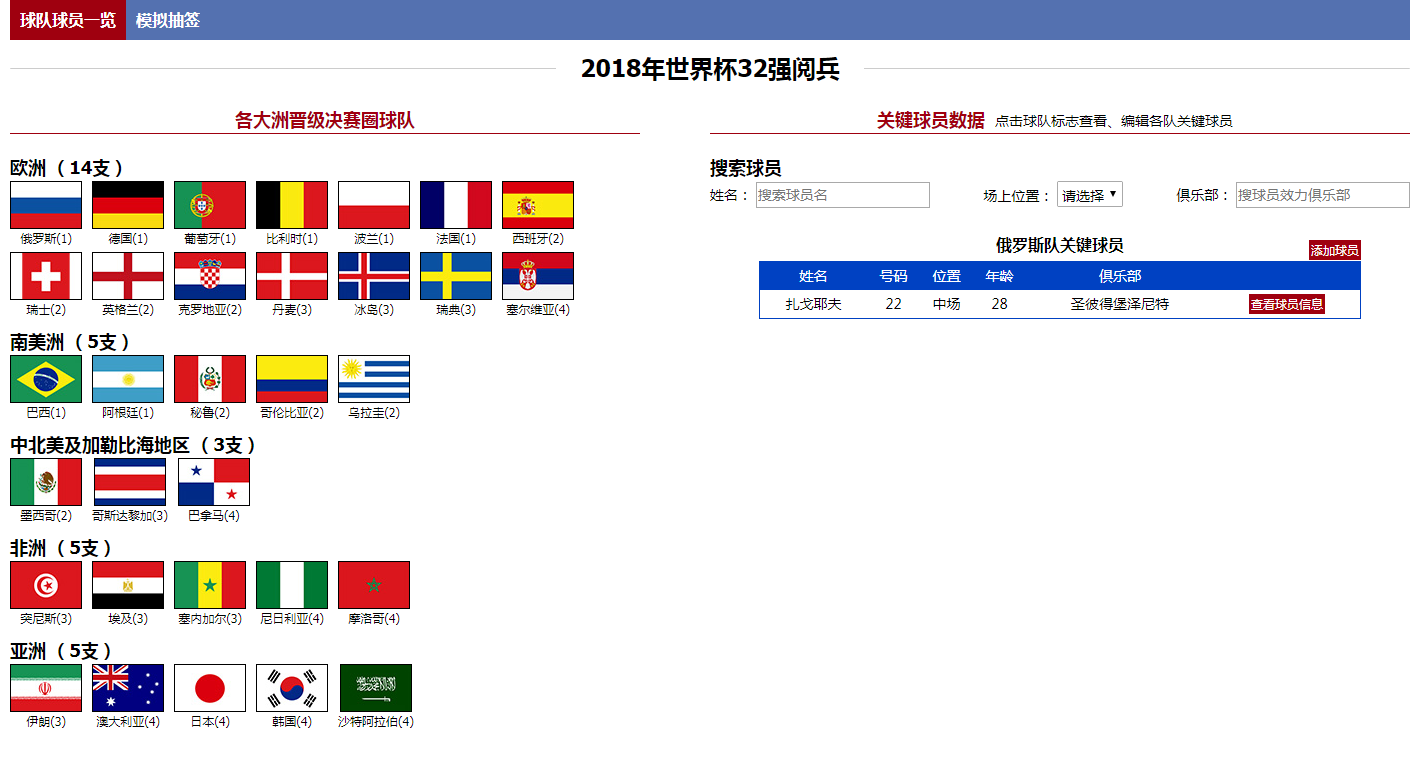 球队球员一览 模拟抽签
2018年世界杯32强阅兵
各大洲晋级决赛圈球队
欧洲（14支）
俄罗斯(1) 德国(1) 葡萄牙(1) 比利时(1) 波兰(1) 法国(1) 西班牙(2)
瑞士(2) 英格兰(2) 克罗地亚(2) 丹麦(3) 冰岛(3) 瑞典(3) 塞尔维亚(4)
南美洲（5支）
巴西(1) 阿根廷(1) 秘鲁(2) 哥伦比亚(2) 乌拉圭(2)
中北美及加勒比海地区（3支）
墨西哥(2) 哥斯达黎加(3) 巴拿马(4)
非洲（5支）
突尼斯(3) 埃及(3) 塞内加尔(3) 尼日利亚(4) 摩洛哥(4)
亚洲（5支）
伊朗(3) 澳大利亚(4) 日本(4) 韩国(4) 沙特阿拉伯(4)
关键球员数据 点击球队标志查看、编辑各队关键球员
搜索球员
姓名： 搜索球员名 场上位置： 请选择 俱乐部： 搜索球员效力俱乐部
俄罗斯队关键球员 添加球员
姓名 号码 位置 年龄 俱乐部
扎戈耶夫 22 中场 28 圣彼得堡泽尼特 查看球员信息